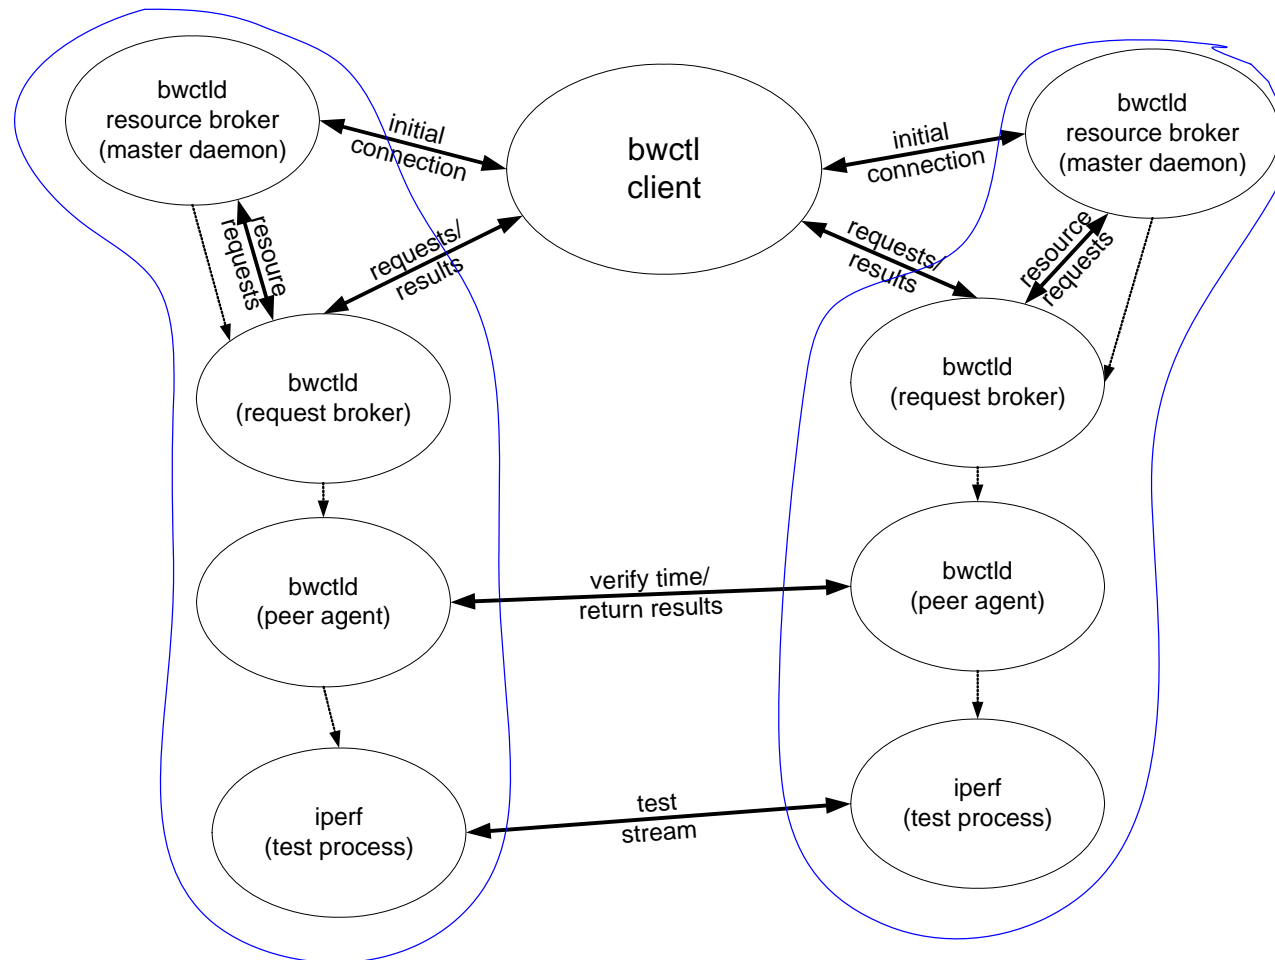 bwctld
resource broker
(master daemon)
initial
connection
bwctl
client
initial
connection
bwctld
resource broker
(master daemon)
resoure
requests
requests/
results
requests/
results
resource
requests
bwctld
(request broker)
bwctld
(request broker)
bwctld
(peer agent)
verify time/
return results
bwctld
(peer agent)
iperf
(test process)
test
stream
iperf
(test process)